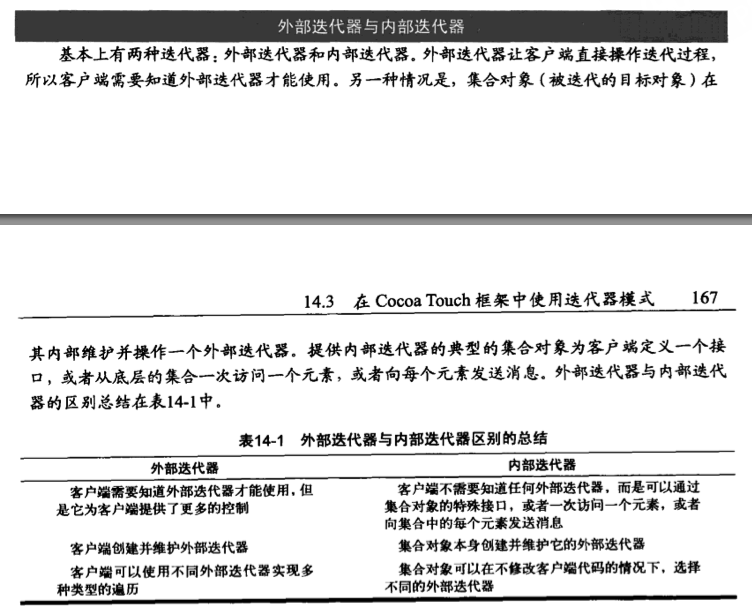 外部迭代器与内部迭代器
基本上有两种迭代器：外部迭代器和内部迭代器。外部迭代器让客户端直接操作迭代过程，
所以客户端需要知道外部迭代器才能使用。另一种情况是，集合对象（被迭代的目标对象）在
14.3 在 Cocoa Touch 框架中使用迭代器模式 167
其内部维护并操作一个外部迭代器。提供内部迭代器的典型的集合对象为客户端定义一个接
口，或者从底层的集合一次访问一个元素，或者向每个元素发送消息。外部迭代器与内部迭代
器的区别总结在表14-1中。
表14-1 外部迭代器与内部迭代器区别的总结
外部迭代器 内部迭代器
客户端需要知道外部迭代器才能使用，但
是它为客户端提供了更多的控制
客户端不需要知道任何外部迭代器，而是可以通过
集合对象的特殊接口，或者一次访问一个元素，或者
向集合中的每个元素发送消息
客户端创建并维护外部迭代器
集合对象本身创建并维护它的外部迭代器
客户端可以使用不同外部迭代器实现多
种类型的遍历
集合对象可以在不修改客户端代码的情况下，选择
不同的外部迭代器